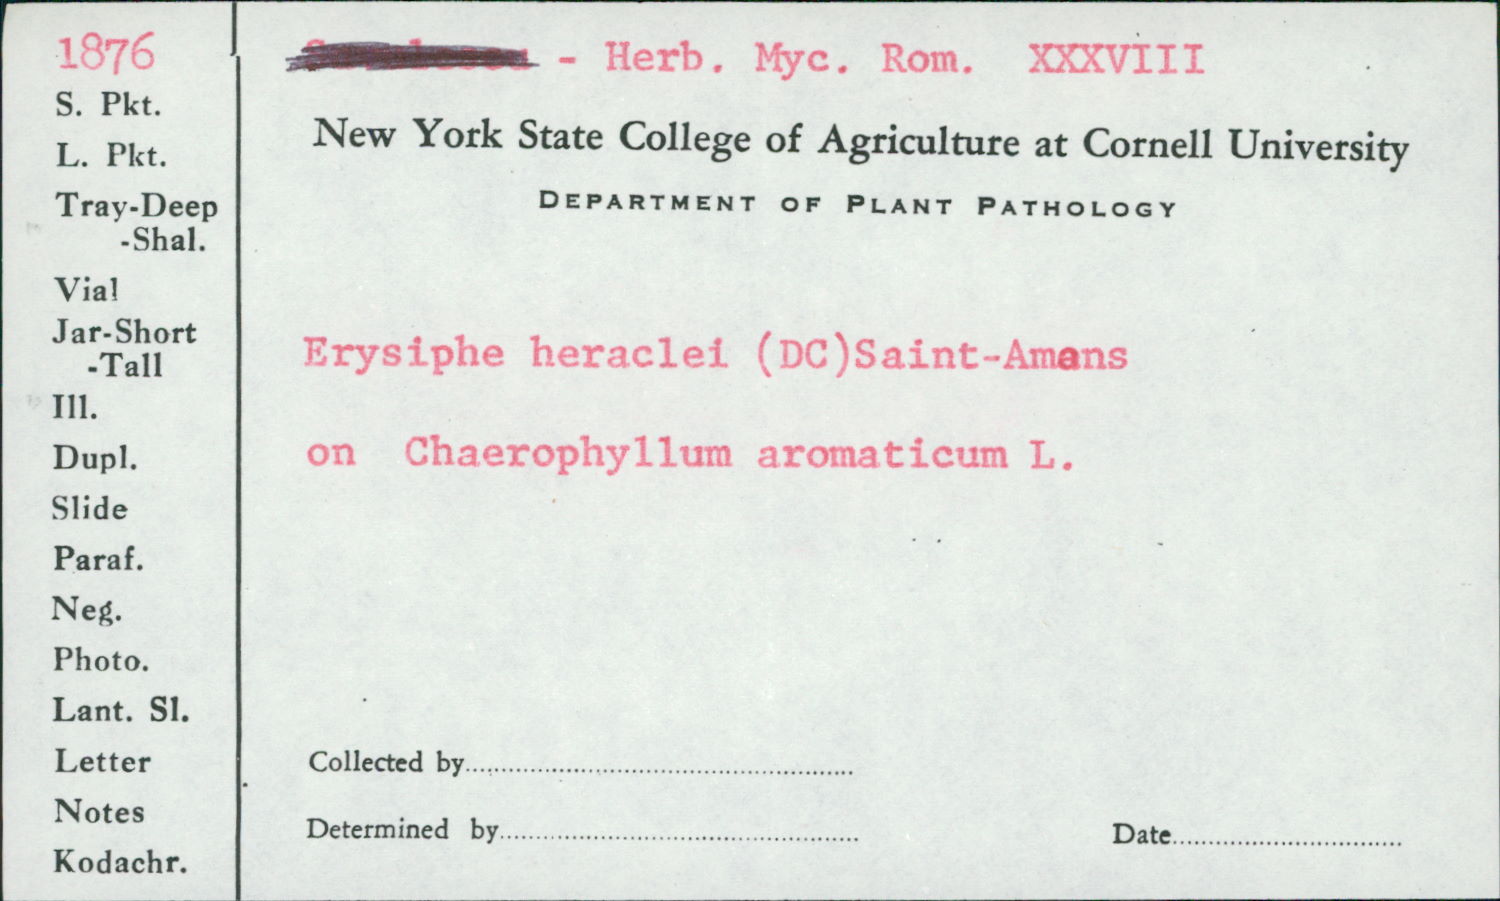 1876
S. Pkt.
L. Pkt.
Tray-Deep
-Shal.
Vial
Jar-Short
-Tall
Ill.
Dupl.
Slide
Paraf.
Neg.
Photo.
Lant. Sl.
Letter
Notes
Kodachr.
- Herb. Myc. Rom. XXXVIII
New York State College of Agriculture at Cornell University
DEPARTMENT OF PLANT PATHOLOGY
Erysiphe heraclei (DC)Saint-Amans
on Chaerophyllum aromaticum L.
Collected by
Determined by
Date